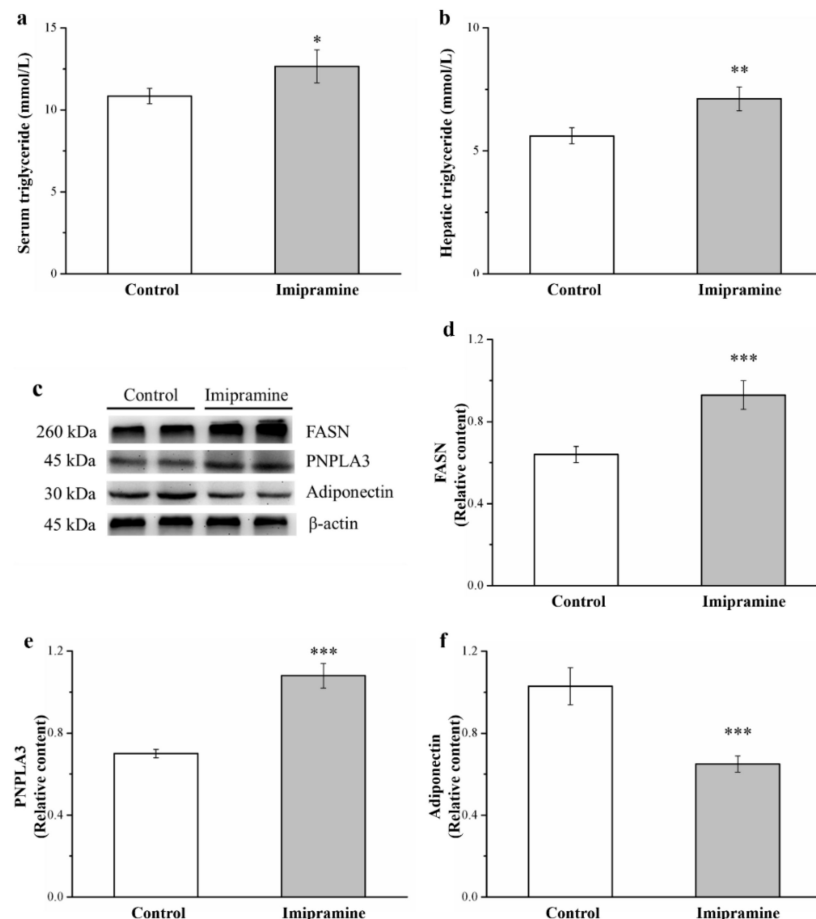 a
Serum triglyceride (mmol/L)
15
10
5
0
*
Control Imipramine
b
Hepatic triglyceride (mmol/L)
10
5
0
**
Control Imipramine
c
Control Imipramine
260 kDa FASN
45 kDa PNPLA3
30 kDa Adiponectin
45 kDa β-actin
d
FASN
(Relative content)
1.2
0.8
0.4
0.0
***
Control Imipramine
e
PNPLA3
(Relative content)
1.2
0.8
0.4
0.0
***
Control Imipramine
f
Adiponectin
(Relative content)
1.2
0.8
0.4
0.0
***
Control Imipramine